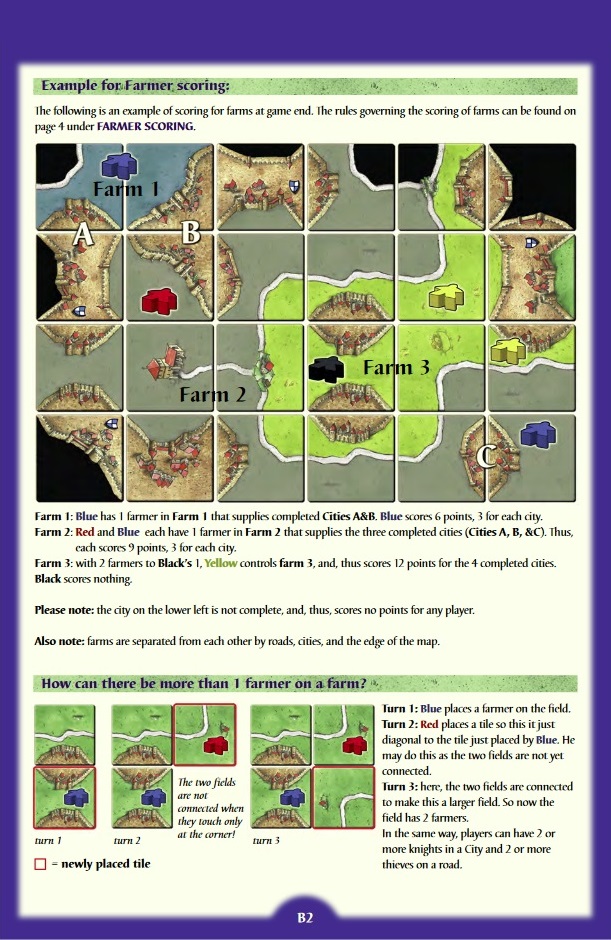 Example for Farmer scoring:
The following is an example of scoring for farms at game end. The rules governing the scoring of farms can be found on
page 4 under FARMER SCORING.
Farm 1
A
B
Farm 3
Farm 2
C
Farm 1: Blue has 1 farmer in Farm 1 that supplies completed Cities A&B. Blue scores 6 points, 3 for each city.
Farm 2: Red and Blue each have 1 farmer in Farm 2 that supplies the three completed cities (Cities A, B, &C). Thus,
each scores 9 points, 3 for each city.
Farm 3: with 2 farmers to Black's 1, Yellow controls farm 3, and, thus scores 12 points for the 4 completed cities.
Black scores nothing.
Please note: the city on the lower left is not complete, and, thus, scores no points for any player.
Also note: farms are separated from each other by roads, cities, and the edge of the map.
How can there be more than 1 farmer on a farm?
turn 1
turn 2
The two fields
are not
connected when
they touch only
at the corner!
turn 3
= newly placed tile
Turn 1: Blue places a farmer on the field.
Turn 2: Red places a tile so this it just
diagonal to the tile just placed by Blue. He
may do this as the two fields are not yet
connected.
Turn 3: here, the two fields are connected
to make this a larger field. So now the
field has 2 farmers.
In the same way, players can have 2 or
more knights in a City and 2 or more
thieves on a road.
B2